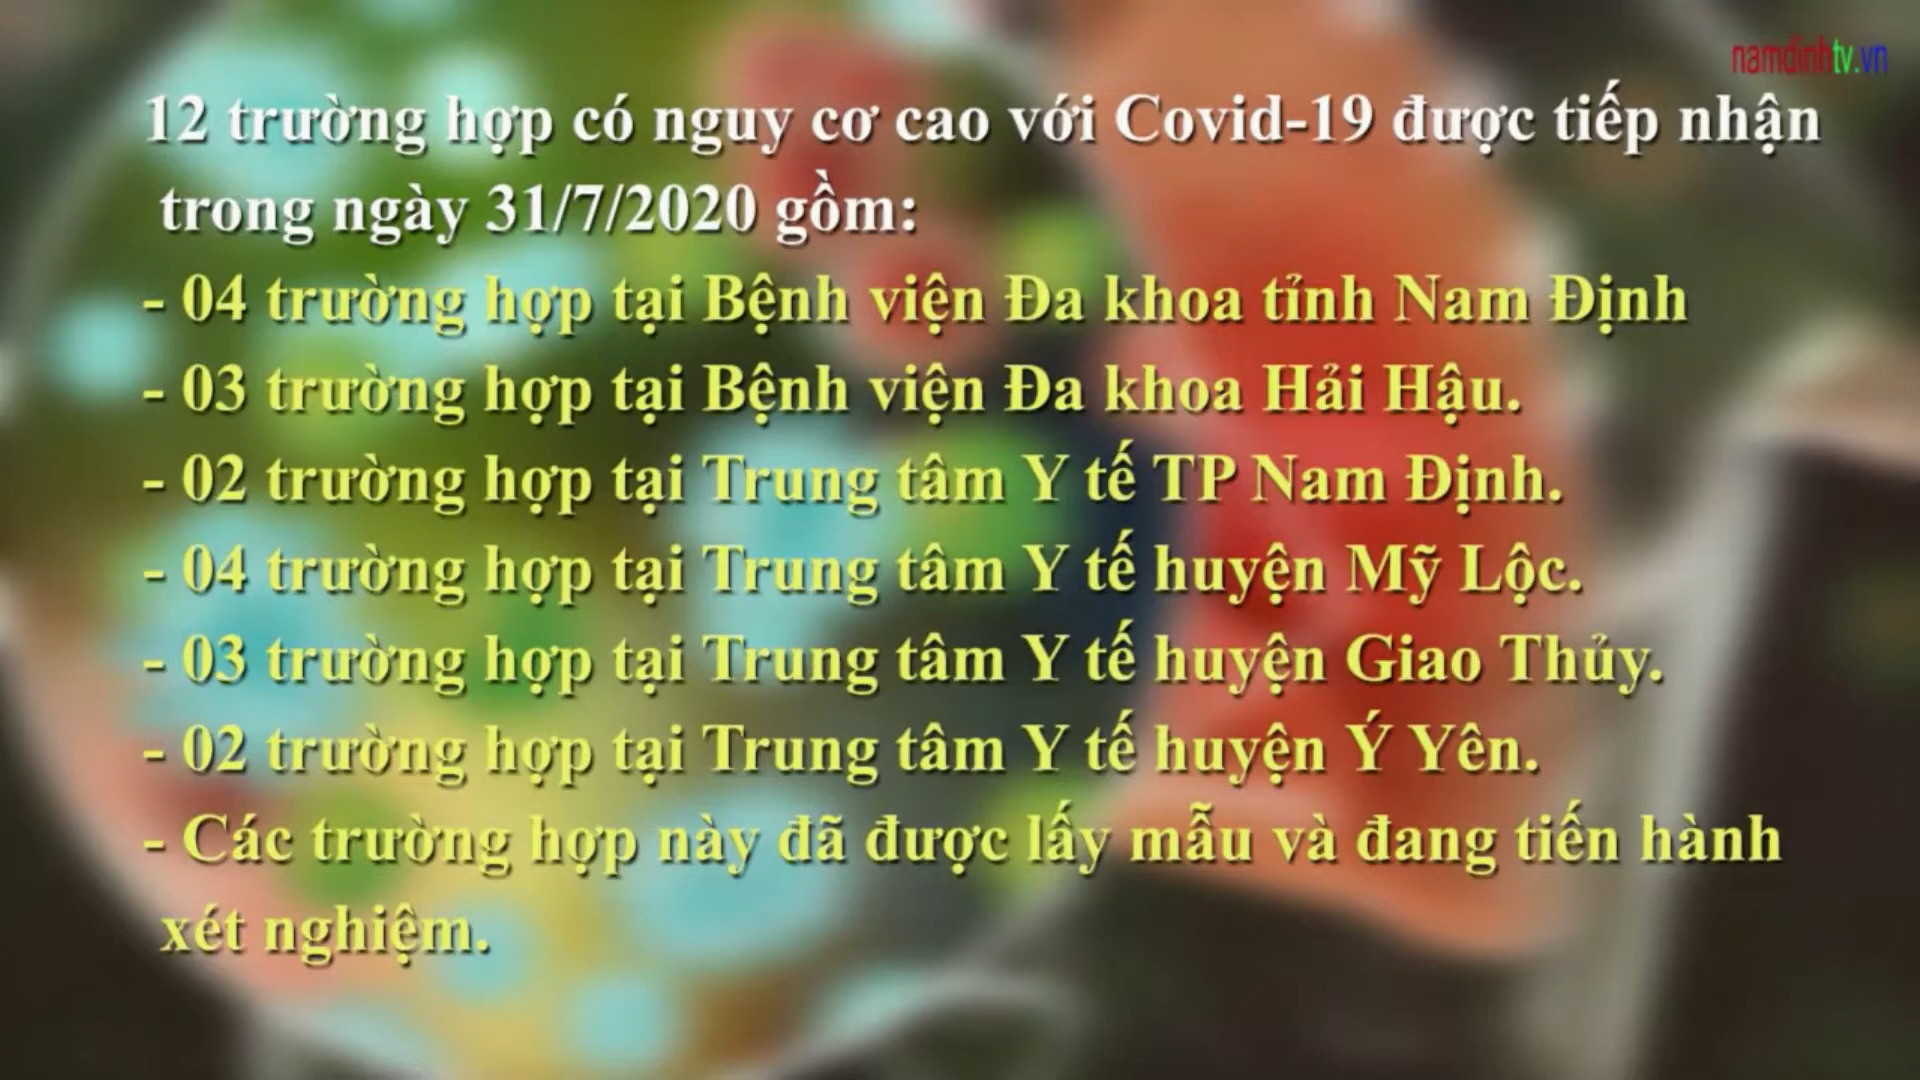 namdinhtv.vn
12 trường hợp có nguy cơ cao với Covid-19 được tiếp nhận
trong ngày 31/7/2020 gồm:
- 04 trường hợp tại Bệnh viện Đa khoa tỉnh Nam Định
- 03 trường hợp tại Bệnh viện Đa khoa Hải Hậu.
- 02 trường hợp tại Trung tâm Y tế TP Nam Định.
- 04 trường hợp tại Trung tâm Y tế huyện Mỹ Lộc.
- 03 trường hợp tại Trung tâm Y tế huyện Giao Thủy.
- 02 trường hợp tại Trung tâm Y tế huyện Ý Yên.
- Các trường hợp này đã được lấy mẫu và đang tiến hành
xét nghiệm.